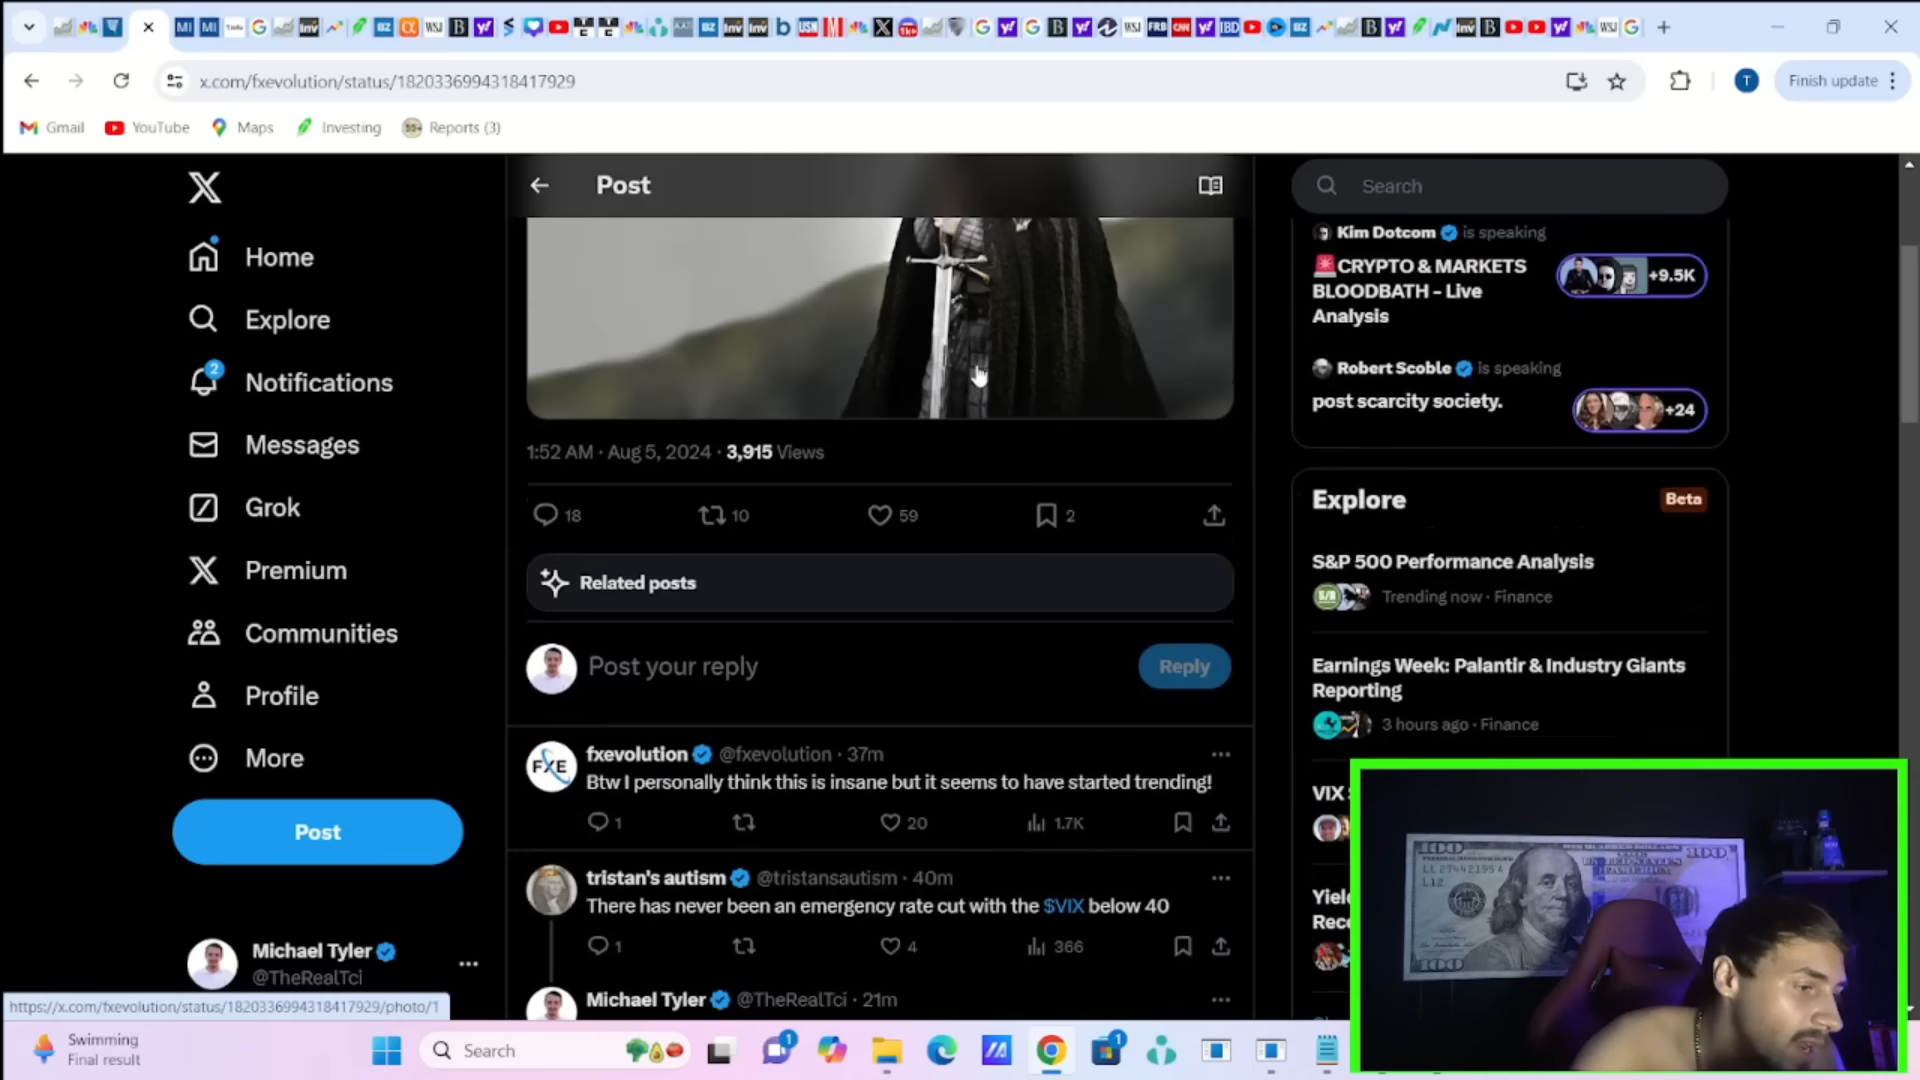 x.com/fxevolution/status/1820336994318417929
Finish update
Gmail
YouTube
Maps
Investing
Reports (3)
Post
Search
Home
Explore
2
Notifications
Messages
Grok
Premium
Communities
Profile
More
Post
Michael Tyler
@TheRealTci
1:52 AM · Aug 5, 2024 · 3,915 Views
18
10
59
2
Related posts
Post your reply
Reply
fxevolution @fxevolution · 37m
Btw I personally think this is insane but it seems to have started trending!
1
20
1.7K
tristan's autism @tristansautism · 40m
There has never been an emergency rate cut with the $VIX below 40
1
4
366
Michael Tyler @TheRealTci · 21m
Kim Dotcom is speaking
🚨CRYPTO & MARKETS
BLOODBATH - Live
Analysis
+9.5K
Robert Scoble is speaking
post scarcity society.
+24
Explore
Beta
S&P 500 Performance Analysis
Trending now · Finance
Earnings Week: Palantir & Industry Giants
Reporting
3 hours ago · Finance
VIX
Yiel
Rec
https://x.com/fxevolution/status/1820336994318417929/photo/1
Swimming
Final result
Search
1
1